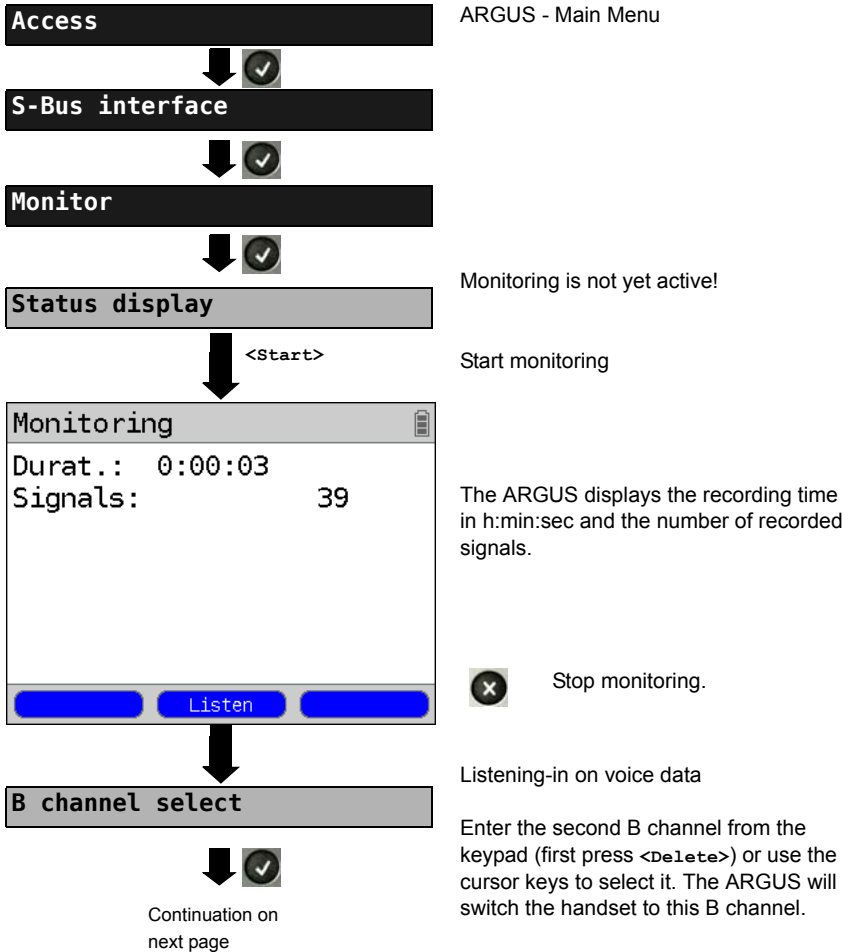 Access
ARGUS - Main Menu
S-Bus interface
Monitor
Status display
Monitoring is not yet active!
<Start>
Start monitoring
Monitoring
Durat.: 0:00:03
Signals: 39
The ARGUS displays the recording time
in h:min:sec and the number of recorded
signals.
Stop monitoring.
Listen
Listening-in on voice data
B channel select
Enter the second B channel from the
keypad (first press <Delete>) or use the
cursor keys to select it. The ARGUS will
switch the handset to this B channel.
Continuation on
next page